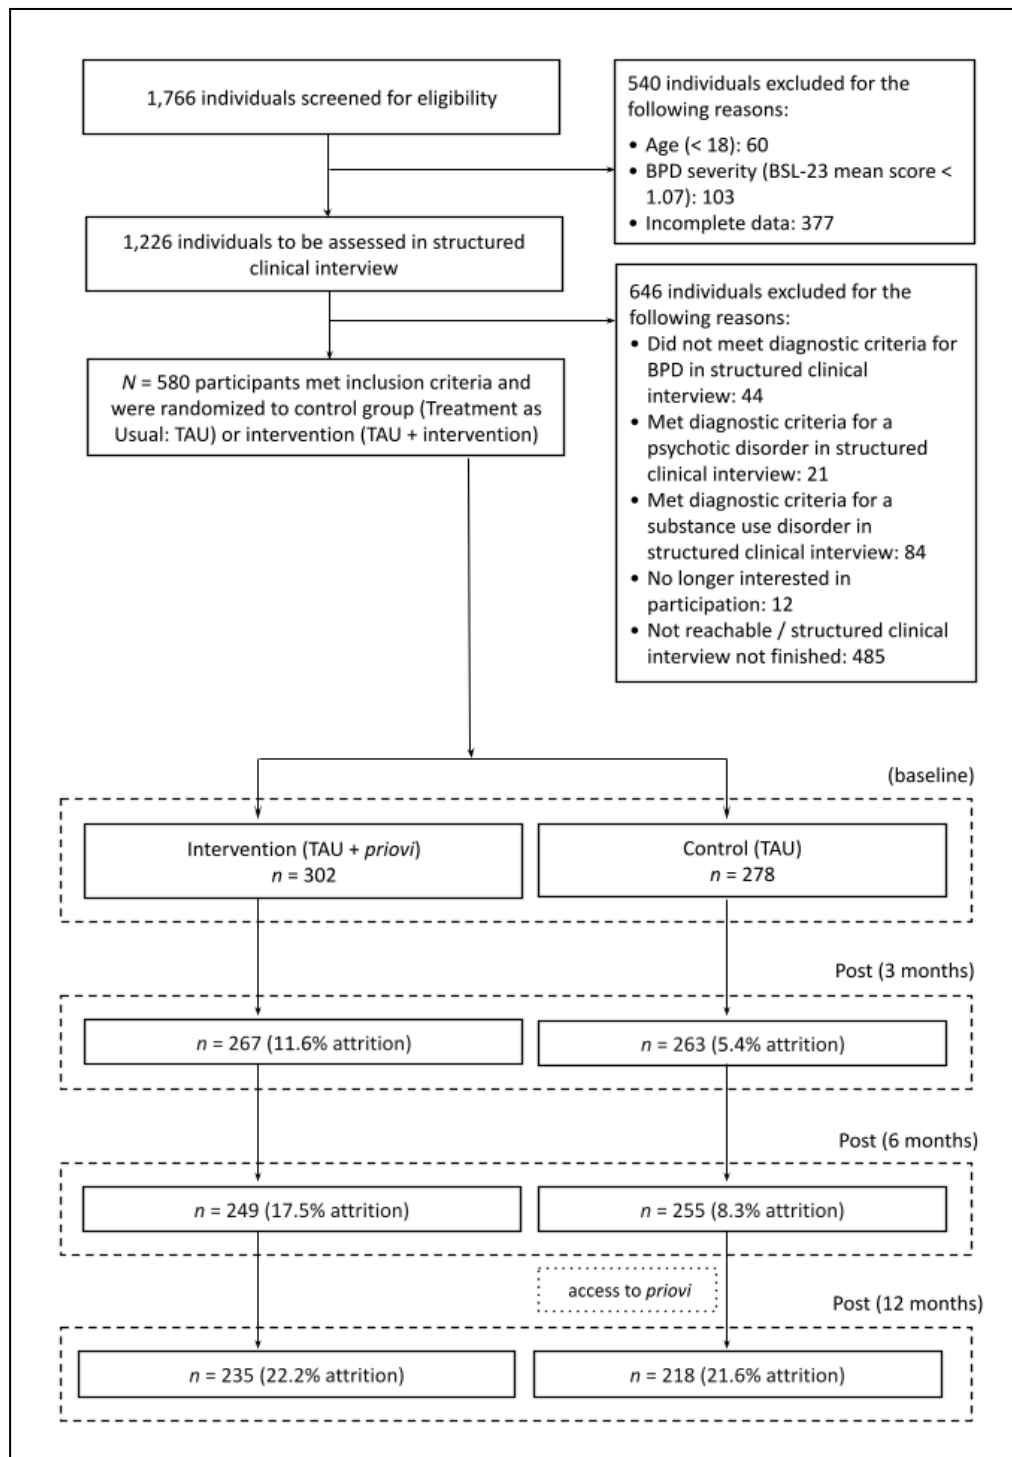 1,766 individuals screened for eligibility
540 individuals excluded for the
following reasons:
• Age (< 18): 60
• BPD severity (BSL-23 mean score <
1.07): 103
• Incomplete data: 377
1,226 individuals to be assessed in structured
clinical interview
646 individuals excluded for the
following reasons:
• Did not meet diagnostic criteria for
BPD in structured clinical
interview: 44
• Met diagnostic criteria for a
psychotic disorder in structured
clinical interview: 21
• Met diagnostic criteria for a
substance use disorder in
structured clinical interview: 84
• No longer interested in
participation: 12
• Not reachable / structured clinical
interview not finished: 485
N = 580 participants met inclusion criteria and
were randomized to control group (Treatment as
Usual: TAU) or intervention (TAU + intervention)
(baseline)
Intervention (TAU + priovi)
n = 302
Control (TAU)
n = 278
Post (3 months)
n = 267 (11.6% attrition)
n = 263 (5.4% attrition)
Post (6 months)
n = 249 (17.5% attrition)
n = 255 (8.3% attrition)
access to priovi
Post (12 months)
n = 235 (22.2% attrition)
n = 218 (21.6% attrition)